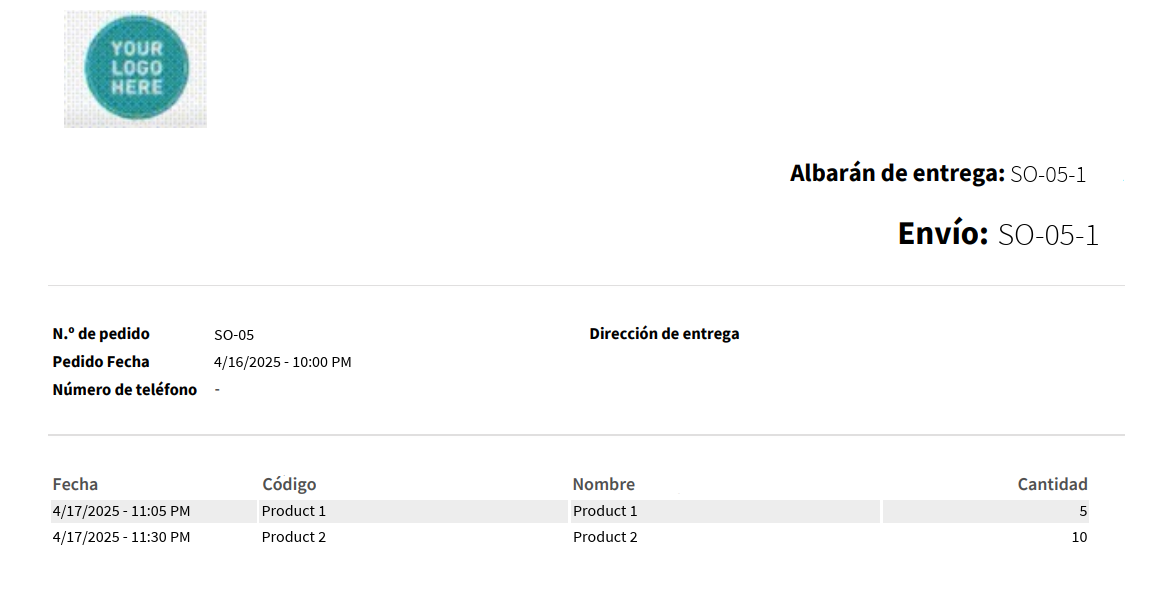 YOUR
LOGO
HERE
Albarán de entrega: SO-05-1
Envío: SO-05-1
N.º de pedido SO-05 Dirección de entrega
Pedido Fecha 4/16/2025 - 10:00 PM
Número de teléfono -
Fecha Código Nombre Cantidad
4/17/2025 - 11:05 PM Product 1 Product 1 5
4/17/2025 - 11:30 PM Product 2 Product 2 10